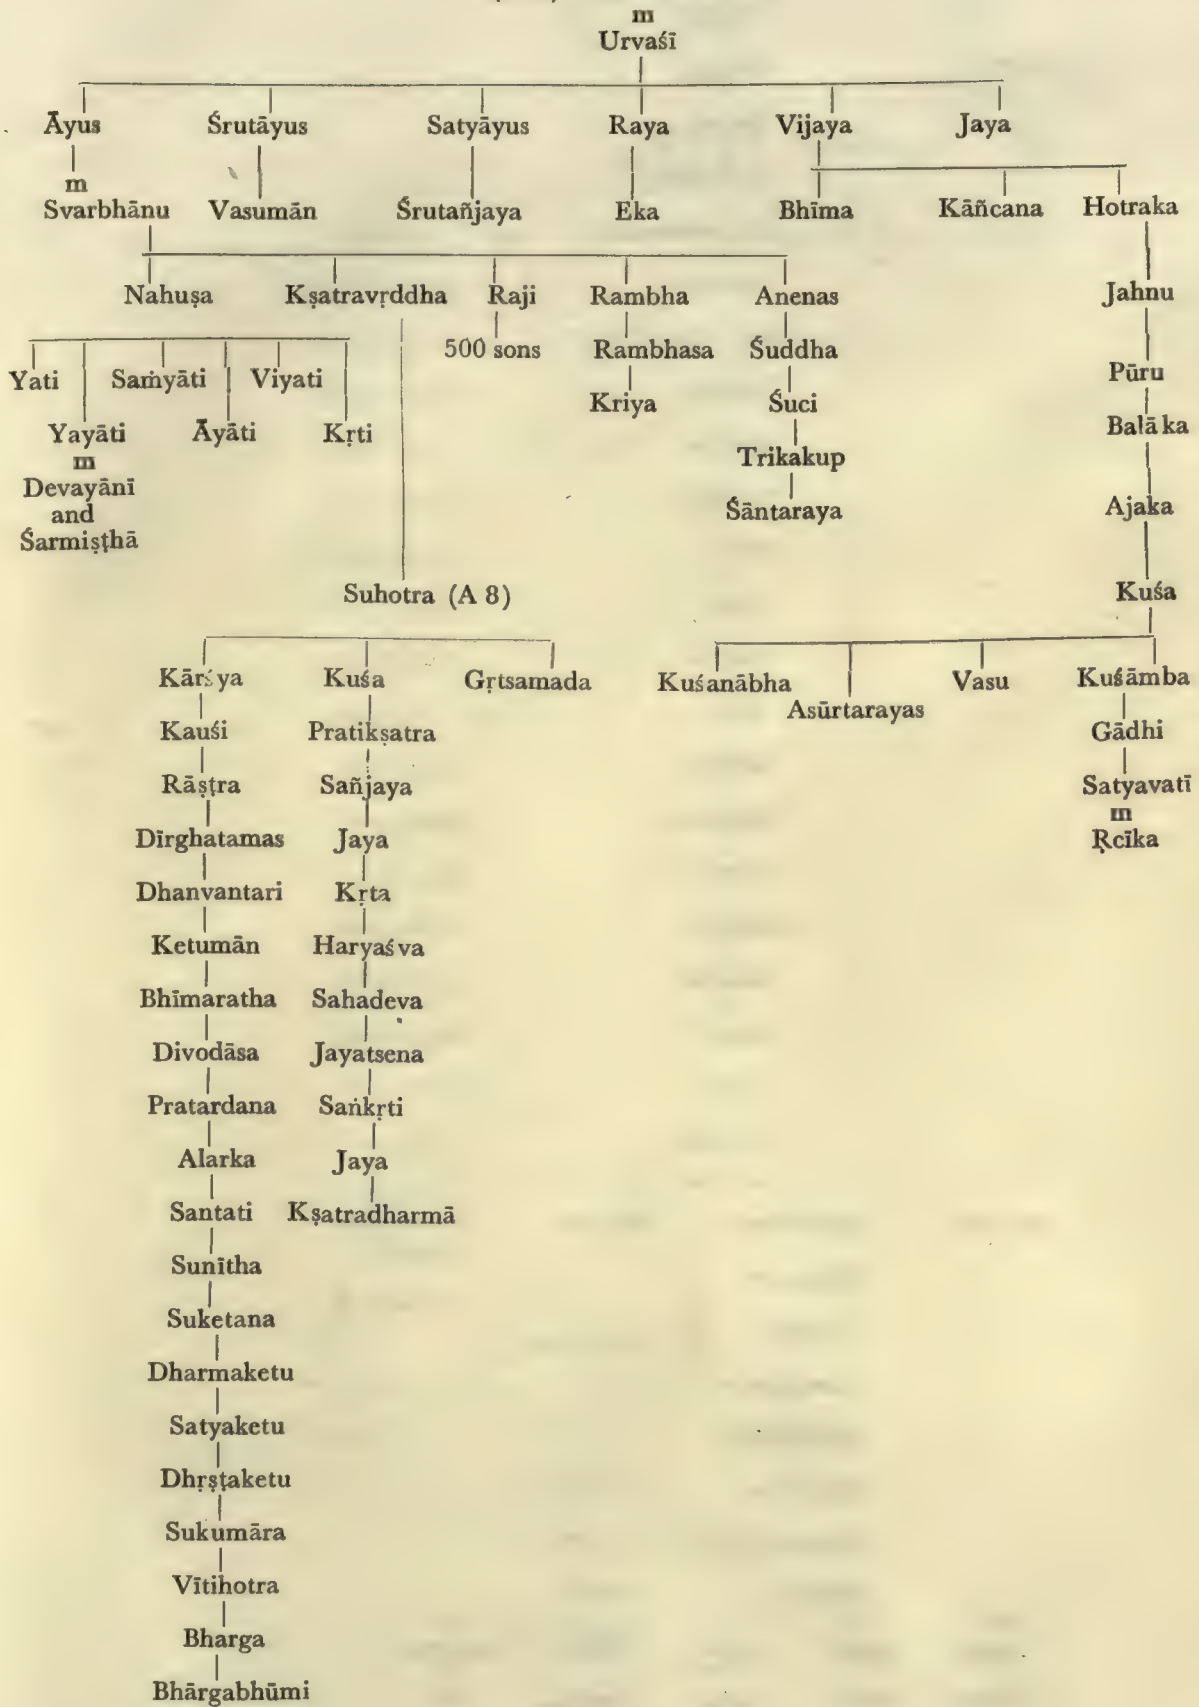 m
Urvaśī
Āyus Śrutāyus Satyāyus Raya Vijaya Jaya
m
Svarbhānu Vasumān Śrutañjaya Eka Bhīma Kāñcana Hotraka
Nahuṣa Kṣatravṛddha Raji Rambha Anenas Jahnu
500 sons Rambhasa Śuddha
Yati Saṁyāti Viyati Pūru
Kriya Śuci
Yayāti Āyāti Kṛti Balāka
m
Trikakup
Devayānī
and
Śāntaraya Ajaka
Śarmiṣṭhā
Suhotra (A 8) Kuśa
Kārśya Kuśa Gṛtsamada Kuśanābha Vasu Kuśāmba
Asūrtarayas
Kauśi Pratikṣatra Gādhi
Rāṣṭra Sañjaya Satyavatī
m
Dīrghatamas Jaya Ṛcīka
Dhanvantari Kṛta
Ketumān Haryaśva
Bhīmaratha Sahadeva
Divodāsa Jayatsena
Pratardana Saṅkṛti
Alarka Jaya
Santati Kṣatradharmā
Sunītha
Suketana
Dharmaketu
Satyaketu
Dhṛṣṭaketu
Sukumāra
Vītihotra
Bharga
Bhārgabhūmi